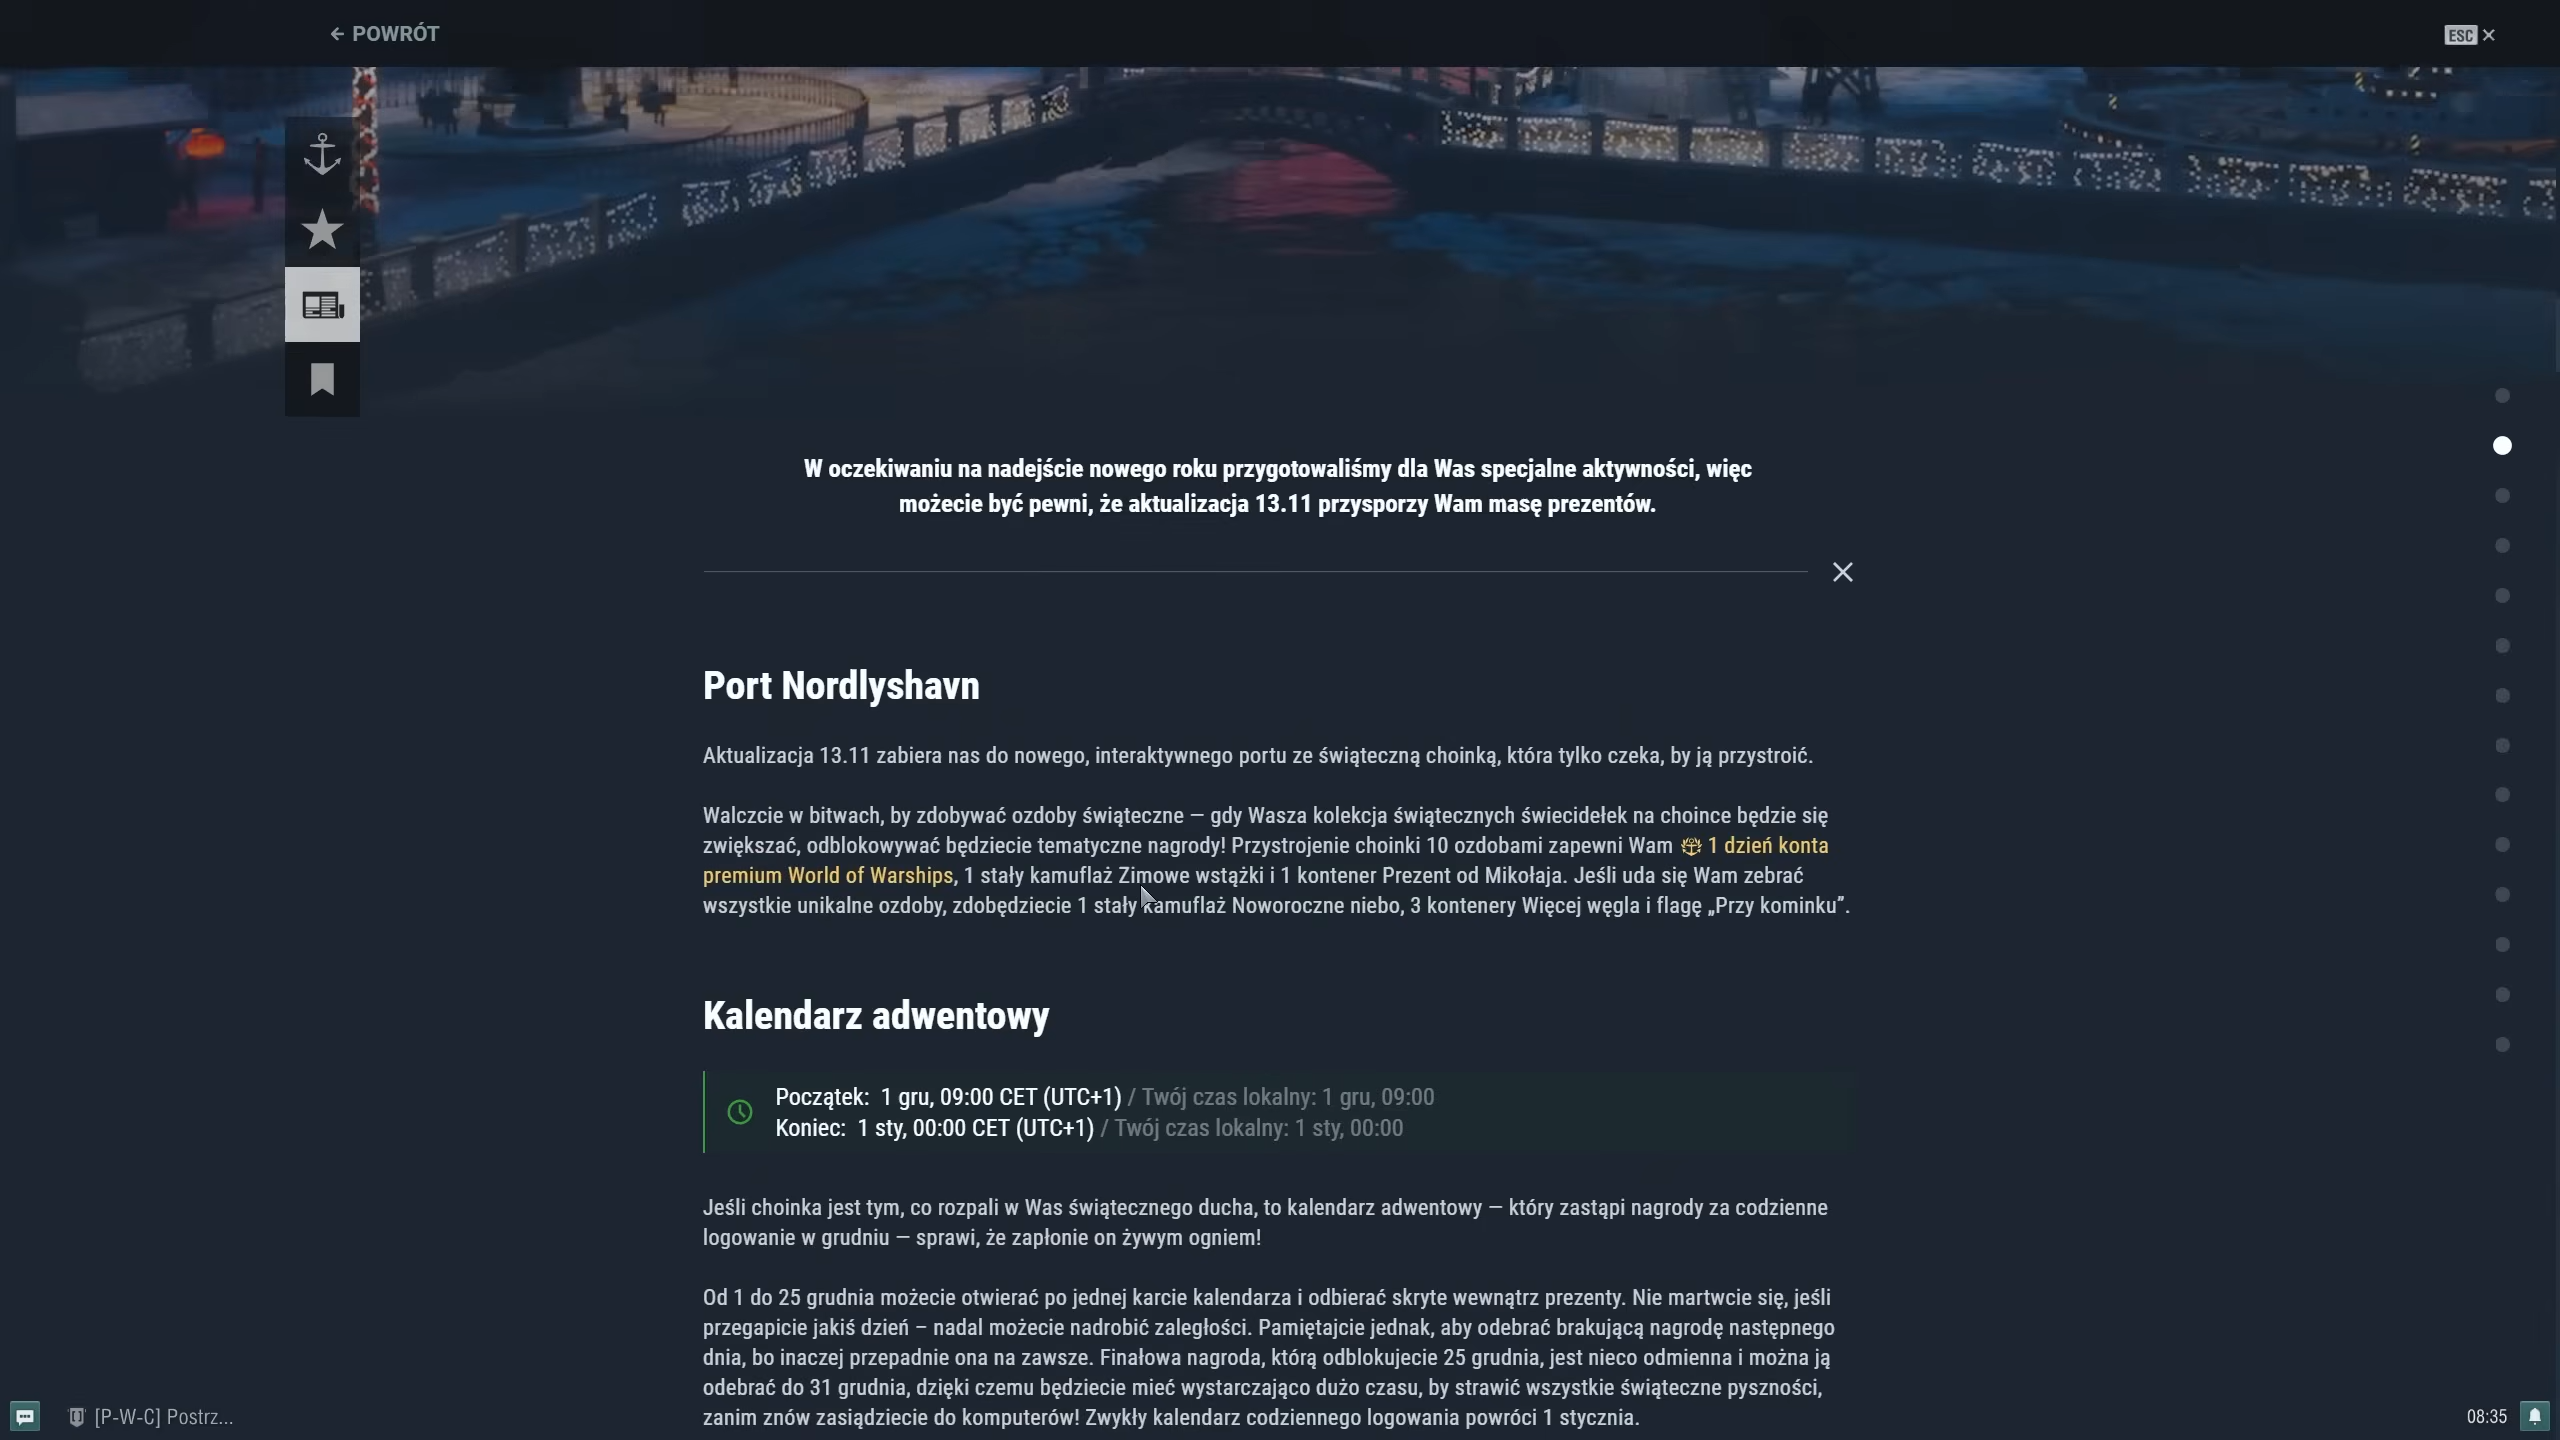 ← POWRÓT
ESC ×
W oczekiwaniu na nadejście nowego roku przygotowaliśmy dla Was specjalne aktywności, więc
możecie być pewni, że aktualizacja 13.11 przysporzy Wam masę prezentów.
Port Nordlyshavn
Aktualizacja 13.11 zabiera nas do nowego, interaktywnego portu ze świąteczną choinką, która tylko czeka, by ją przystroić.
Walczcie w bitwach, by zdobywać ozdoby świąteczne — gdy Wasza kolekcja świątecznych świecidełek na choince będzie się
zwiększać, odblokowywać będziecie tematyczne nagrody! Przystrojenie choinki 10 ozdobami zapewni Wam 1 dzień konta
premium World of Warships, 1 stały kamuflaż Zimowe wstążki i 1 kontener Prezent od Mikołaja. Jeśli uda się Wam zebrać
wszystkie unikalne ozdoby, zdobędziecie 1 stały kamuflaż Noworoczne niebo, 3 kontenery Więcej węgla i flagę „Przy kominku”.
Kalendarz adwentowy
Początek: 1 gru, 09:00 CET (UTC+1) / Twój czas lokalny: 1 gru, 09:00
Koniec: 1 sty, 00:00 CET (UTC+1) / Twój czas lokalny: 1 sty, 00:00
Jeśli choinka jest tym, co rozpali w Was świątecznego ducha, to kalendarz adwentowy — który zastąpi nagrody za codzienne
logowanie w grudniu — sprawi, że zapłonie on żywym ogniem!
Od 1 do 25 grudnia możecie otwierać po jednej karcie kalendarza i odbierać skryte wewnątrz prezenty. Nie martwcie się, jeśli
przegapicie jakiś dzień – nadal możecie nadrobić zaległości. Pamiętajcie jednak, aby odebrać brakującą nagrodę następnego
dnia, bo inaczej przepadnie ona na zawsze. Finałowa nagroda, którą odblokujecie 25 grudnia, jest nieco odmienna i można ją
odebrać do 31 grudnia, dzięki czemu będziecie mieć wystarczająco dużo czasu, by strawić wszystkie świąteczne pyszności,
zanim znów zasiądziecie do komputerów! Zwykły kalendarz codziennego logowania powróci 1 stycznia.
[P-W-C] Postrz...
08:35